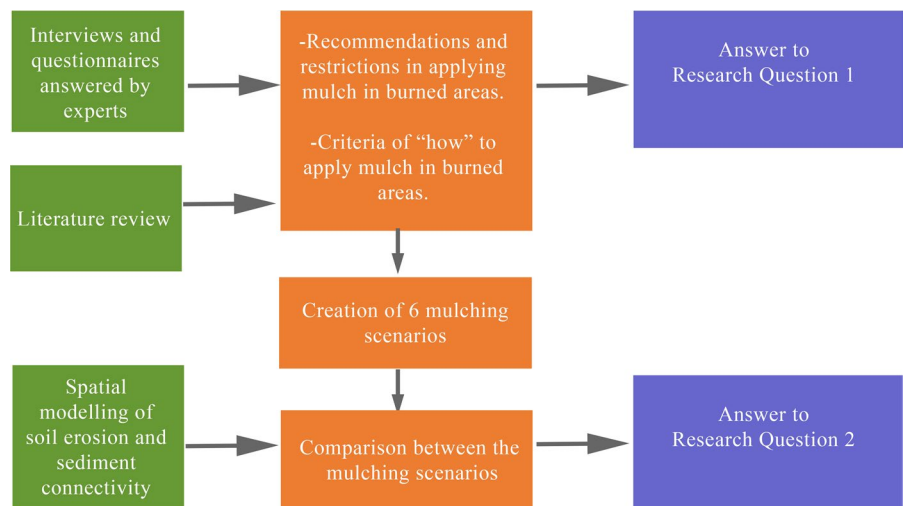 Interviews and
questionnaires
answered by
experts
-Recommendations and
restrictions in applying
mulch in burned areas.
-Criteria of “how” to
apply mulch in burned
areas.
Answer to
Research Question 1
Literature review
Creation of 6 mulching
scenarios
Spatial
modelling of
soil erosion and
sediment
connectivity
Comparison between the
mulching scenarios
Answer to
Research Question 2